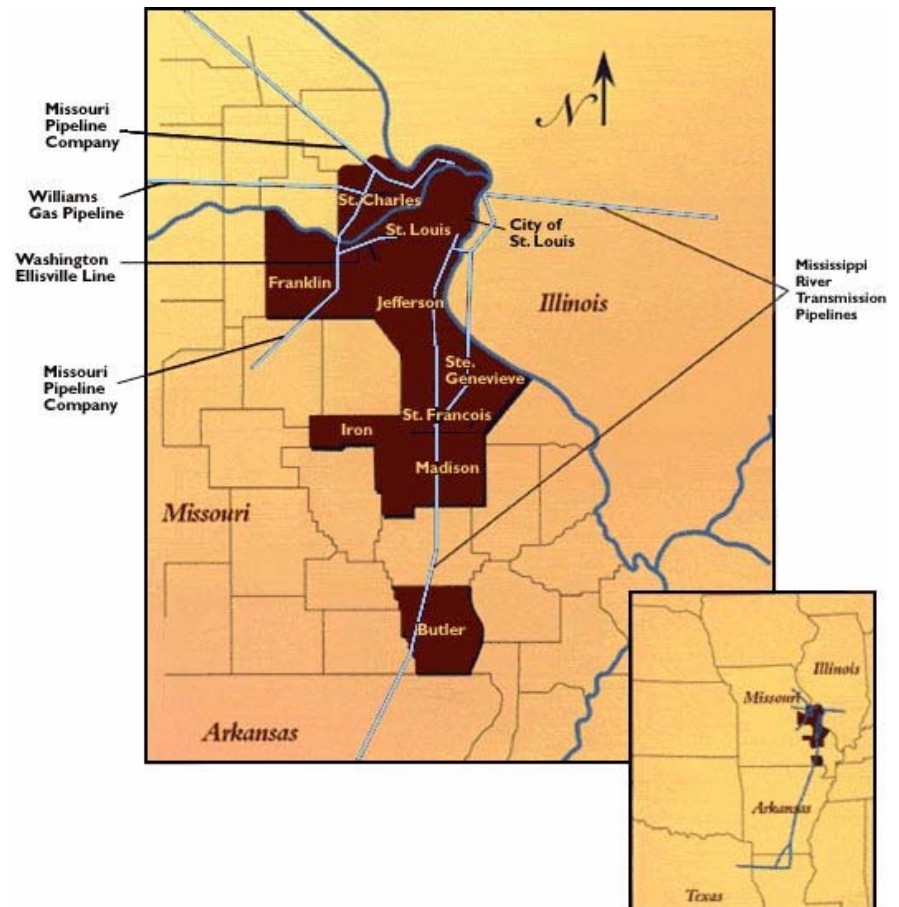 Missouri
Pipeline
Company
Williams
Gas Pipeline
Washington
Ellisville Line
Missouri
Pipeline
Company
N
St. Charles
St. Louis
City of
St. Louis
Franklin
Jefferson
Illinois
Mississippi
River
Transmission
Pipelines
Ste.
Genevieve
St. Francois
Iron
Madison
Missouri
Butler
Arkansas
Illinois
Missouri
Arkansas
Texas